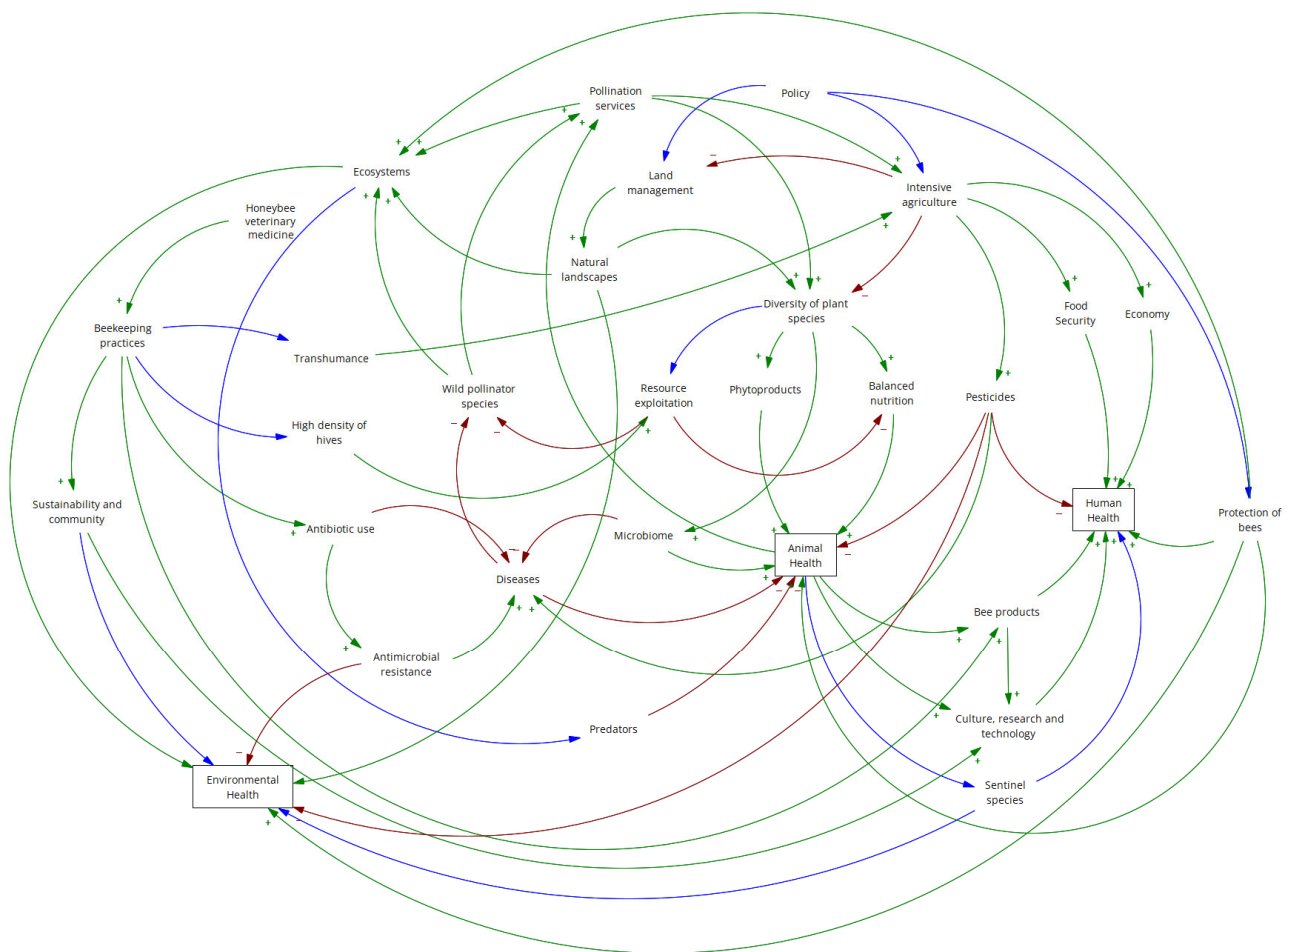 Pollination
services
Policy
Ecosystems
Land
management
Intensive
agriculture
Honeybee
veterinary
medicine
Natural
landscapes
Diversity of plant
species
Food
Security
Economy
Beekeeping
practices
Transhumance
Wild pollinator
species
Resource
exploitation
Phytoproducts
Balanced
nutrition
Pesticides
High density of
hives
Sustainability and
community
Antibiotic use
Microbiome
Human
Health
Protection of
bees
Animal
Health
Diseases
Bee products
Antimicrobial
resistance
Predators
Culture, research and
technology
Environmental
Health
Sentinel
species